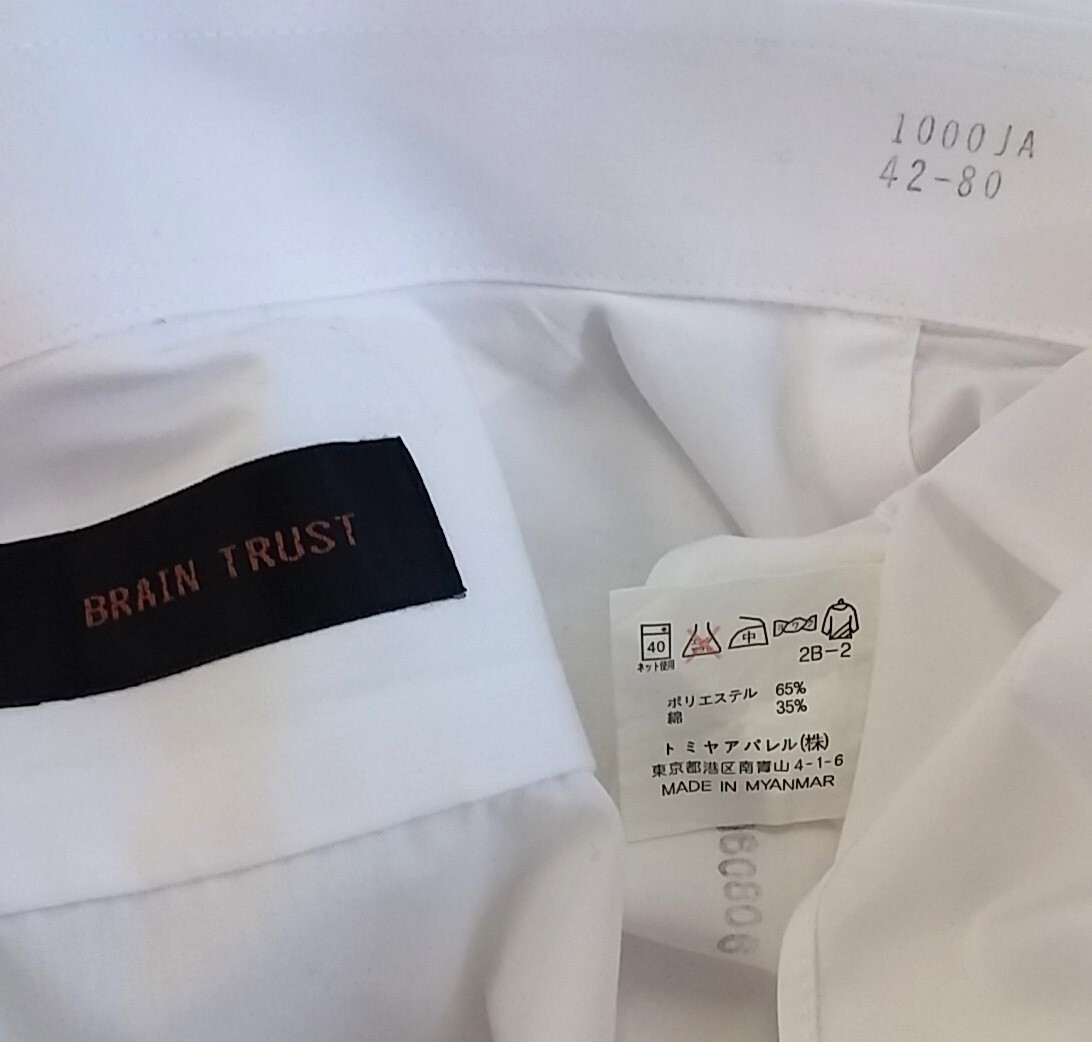 1000JA
42-80
BRAIN TRUST
40
中
ネット使用
2B-2
ポリエステル 65%
綿 35%
トミヤアパレル(株)
東京都港区南青山4-1-6
MADE IN MYANMAR